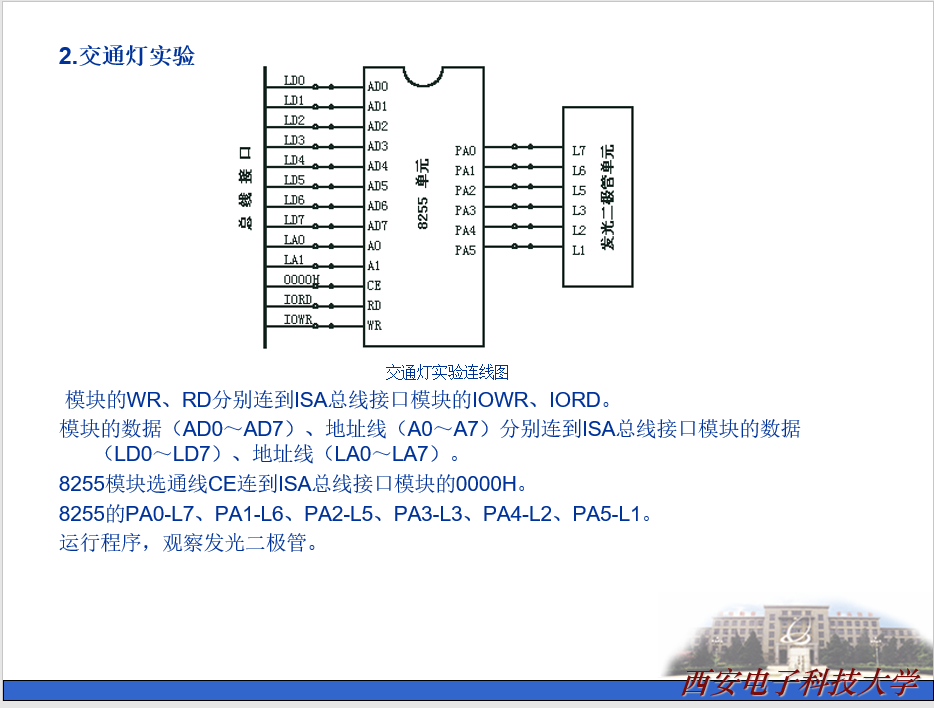 2.交通灯实验
总线接口
LD0
LD1
LD2
LD3
LD4
LD5
LD6
LD7
LA0
LA1
0000H
IORD
IOWR
AD0
AD1
AD2
AD3
AD4
AD5
AD6
AD7
A0
A1
CE
RD
WR
8255 单元
PA0
PA1
PA2
PA3
PA4
PA5
L7
L6
L5
L3
L2
L1
发光二极管单元
交通灯实验连线图
模块的WR、RD分别连到ISA总线接口模块的IOWR、IORD。
模块的数据（AD0～AD7）、地址线（A0～A7）分别连到ISA总线接口模块的数据
（LD0～LD7）、地址线（LA0～LA7）。
8255模块选通线CE连到ISA总线接口模块的0000H。
8255的PA0-L7、PA1-L6、PA2-L5、PA3-L3、PA4-L2、PA5-L1。
运行程序，观察发光二极管。
西安电子科技大学